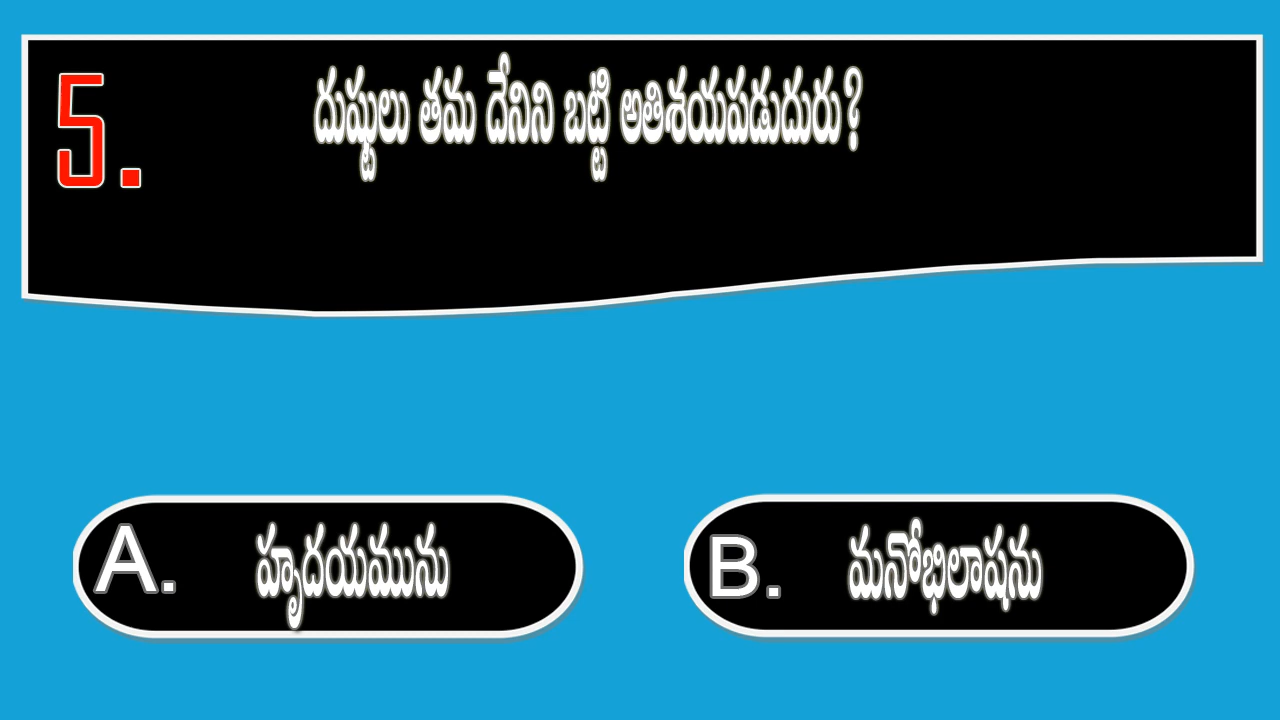 5.
దుష్టులు తమ దేనిని బట్టి అతిశయపడుదురు?
A. హృదయమును
B. మనోభిలాషను